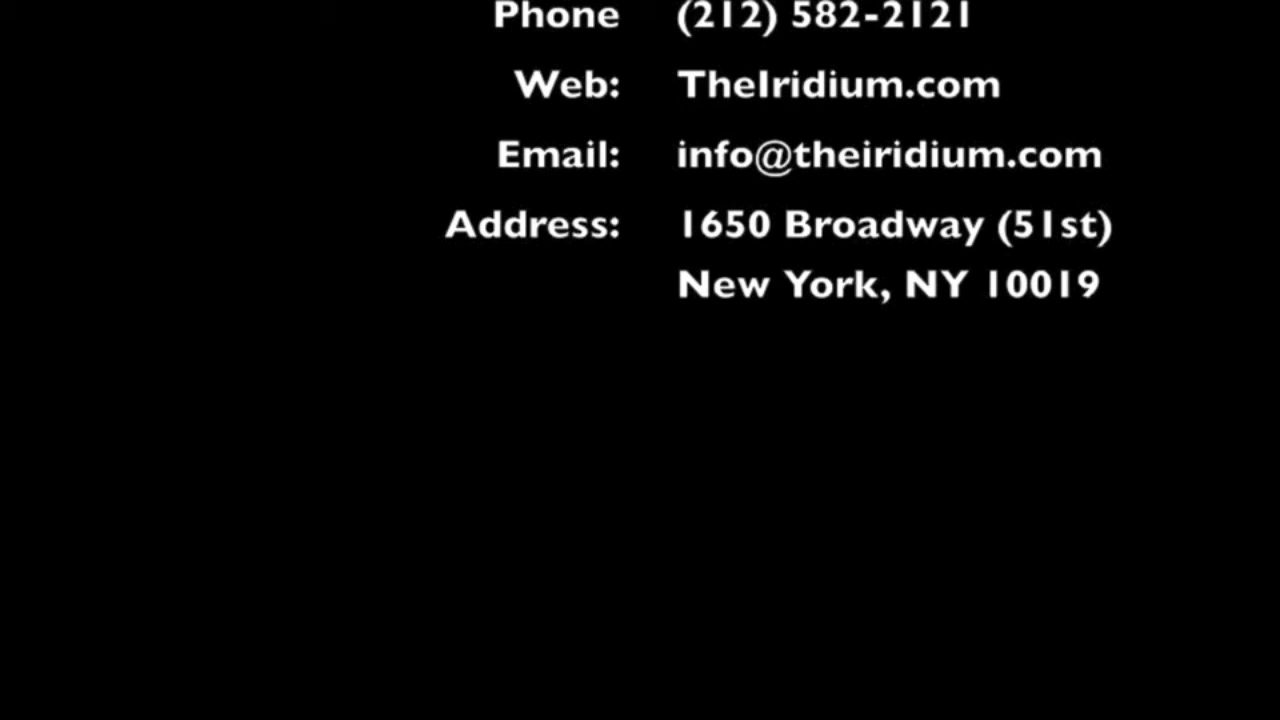 Phone (212) 582-2121
Web: TheIridium.com
Email: info@theiridium.com
Address: 1650 Broadway (51st)
New York, NY 10019